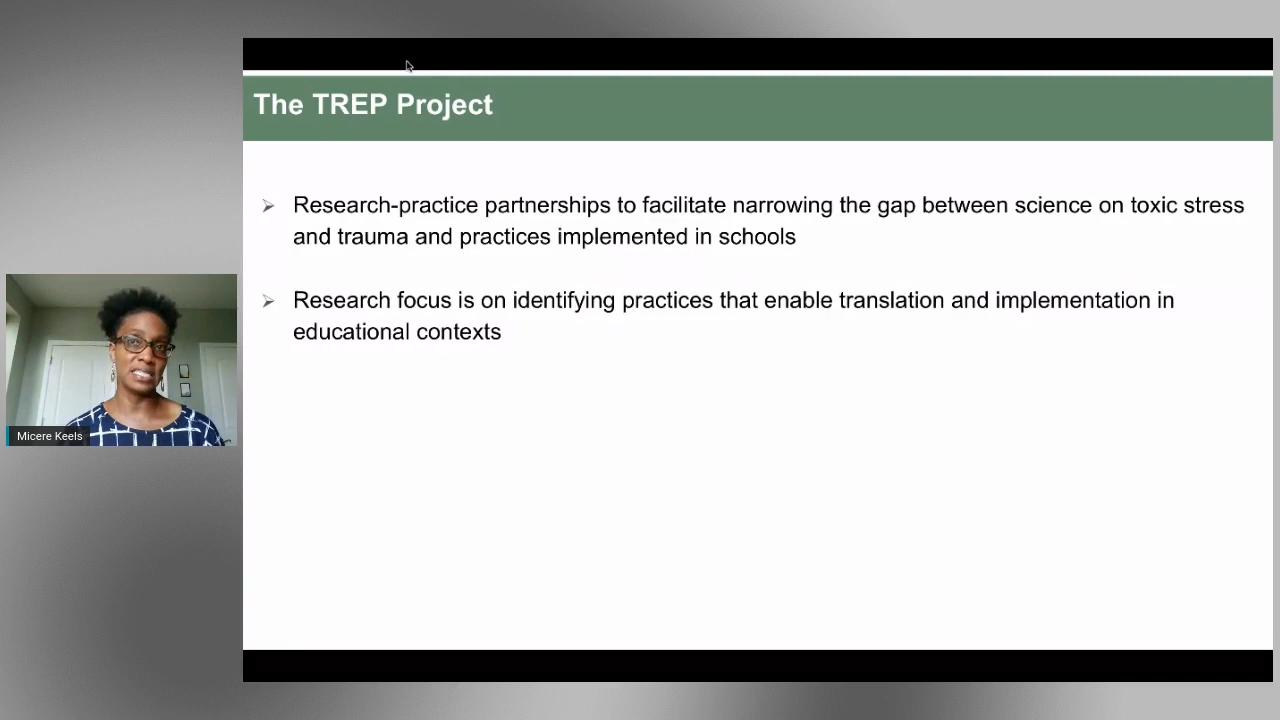 The TREP Project
➢ Research-practice partnerships to facilitate narrowing the gap between science on toxic stress
and trauma and practices implemented in schools
➢ Research focus is on identifying practices that enable translation and implementation in
educational contexts
Micere Keels